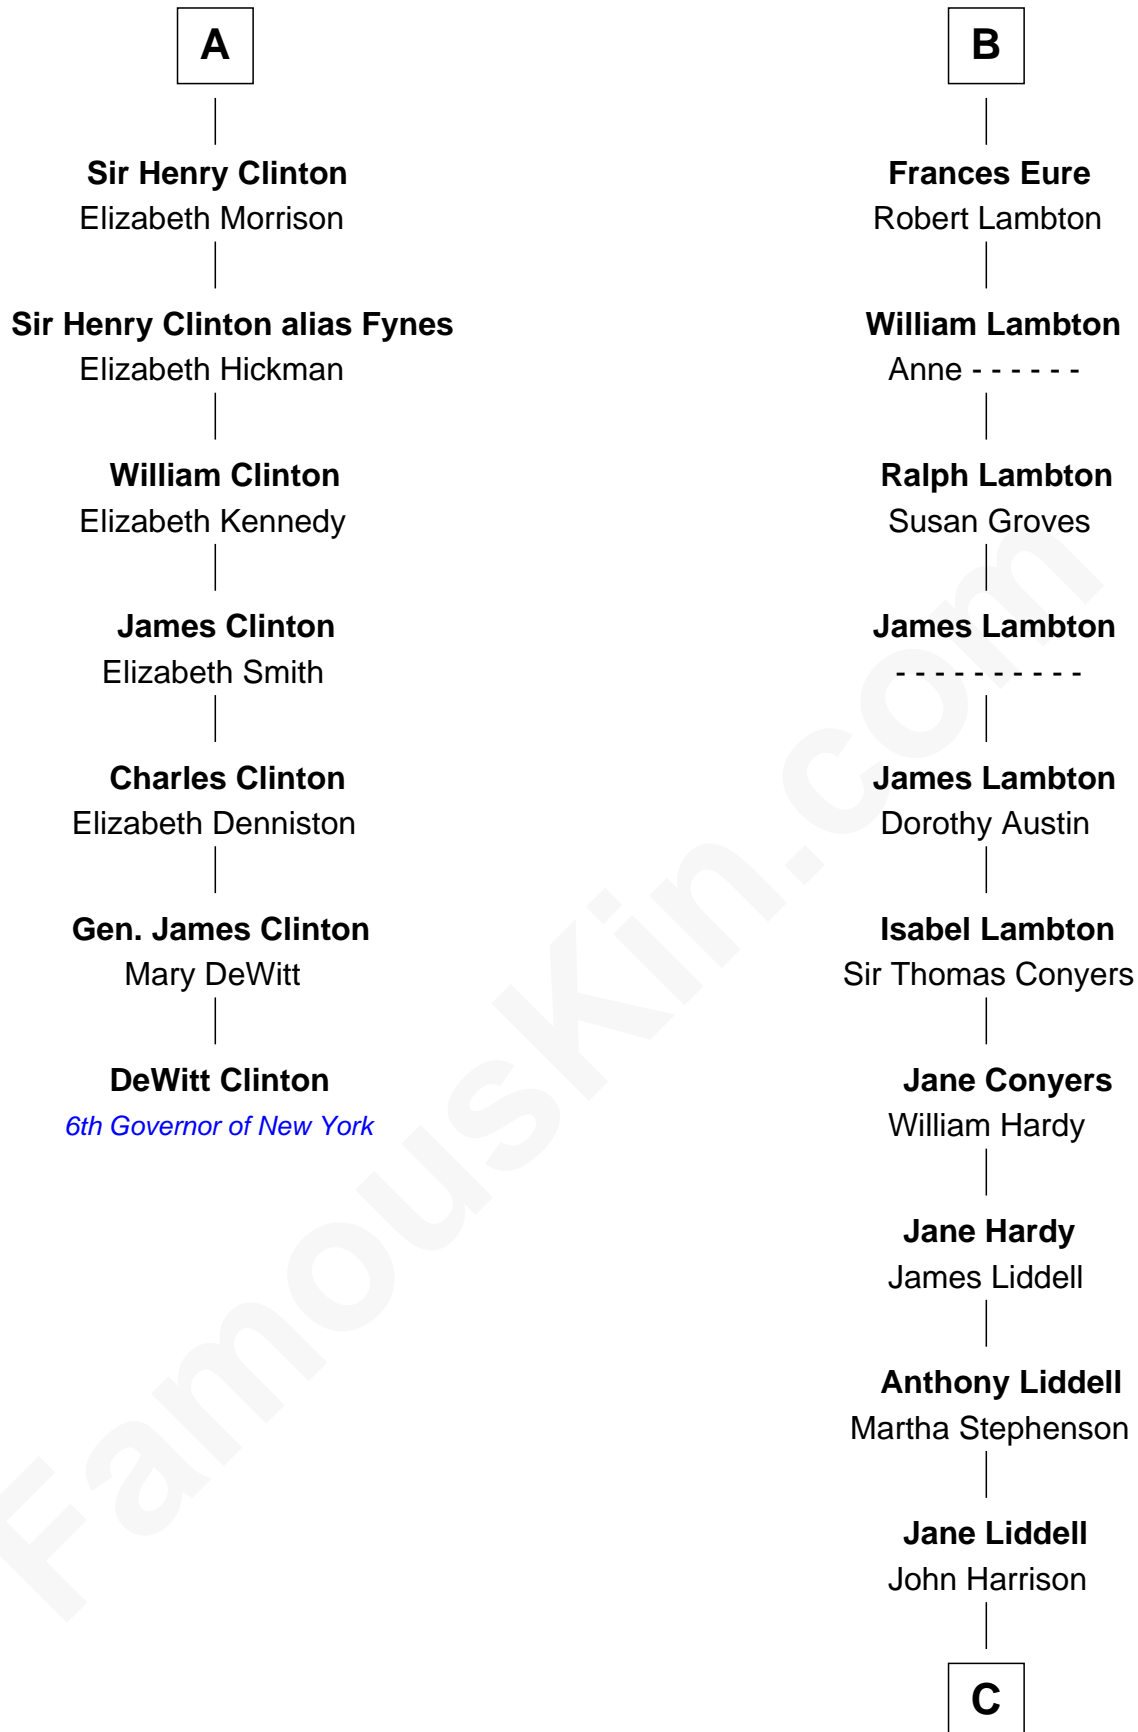 A
Sir Henry Clinton
Elizabeth Morrison
Sir Henry Clinton alias Fynes
Elizabeth Hickman
William Clinton
Elizabeth Kennedy
James Clinton
Elizabeth Smith
Charles Clinton
Elizabeth Denniston
Gen. James Clinton
Mary DeWitt
DeWitt Clinton
6th Governor of New York
B
Frances Eure
Robert Lambton
William Lambton
Anne - - - - - -
Ralph Lambton
Susan Groves
James Lambton
- - - - - - - - - -
James Lambton
Dorothy Austin
Isabel Lambton
Sir Thomas Conyers
Jane Conyers
William Hardy
Jane Hardy
James Liddell
Anthony Liddell
Martha Stephenson
Jane Liddell
John Harrison
C
FamousKin.com